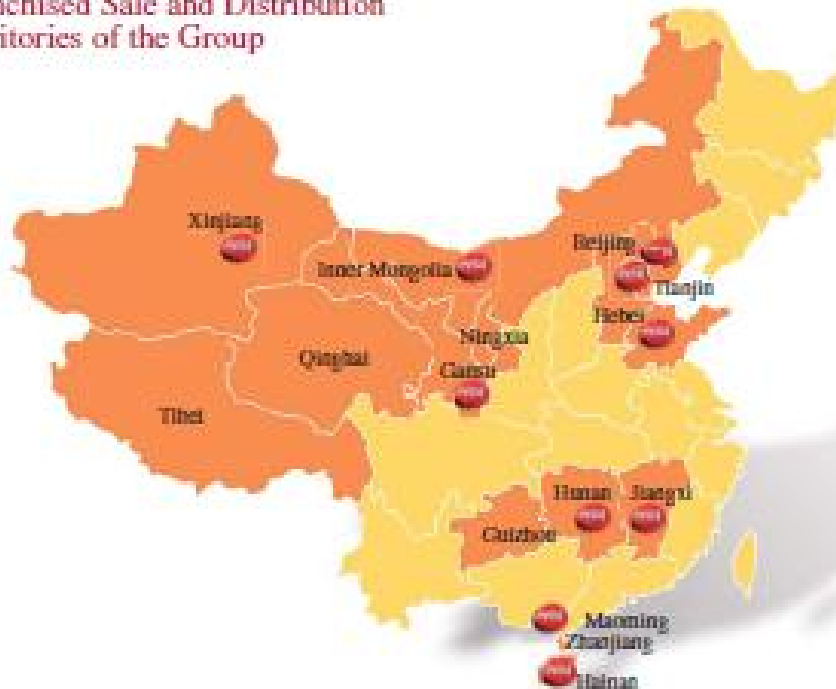 nchised Sale and Distribution
itories of the Group
Xinjiang
Beijing
Inner Mongolia
Tianjin
Hebei
Ningxia
Qinghai
Gansu
Tibet
Hunan
Jiangxi
Guizhou
Maoming
Zhanjiang
Hainan